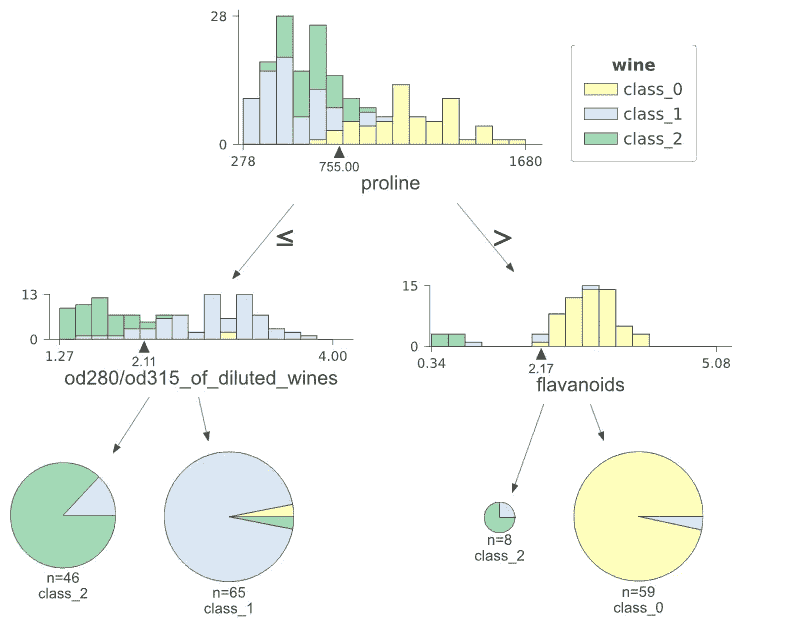 28
0
278
755.00
1680
proline
wine
class_0
class_1
class_2
≤
>
13
0
1.27
2.11
4.00
od280/od315_of_diluted_wines
15
0
0.34
2.17
5.08
flavanoids
n=46
class_2
n=65
class_1
n=8
class_2
n=59
class_0